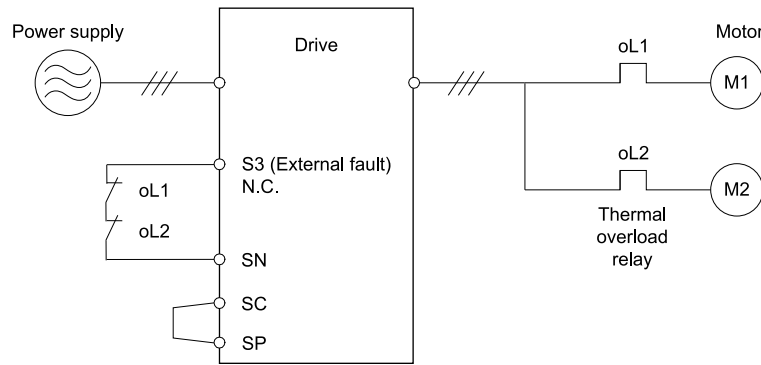 Power supply
Drive
oL1
Motor
M1
S3 (External fault)
N.C.
oL1
oL2
oL2
M2
Thermal
overload
relay
SN
SC
SP